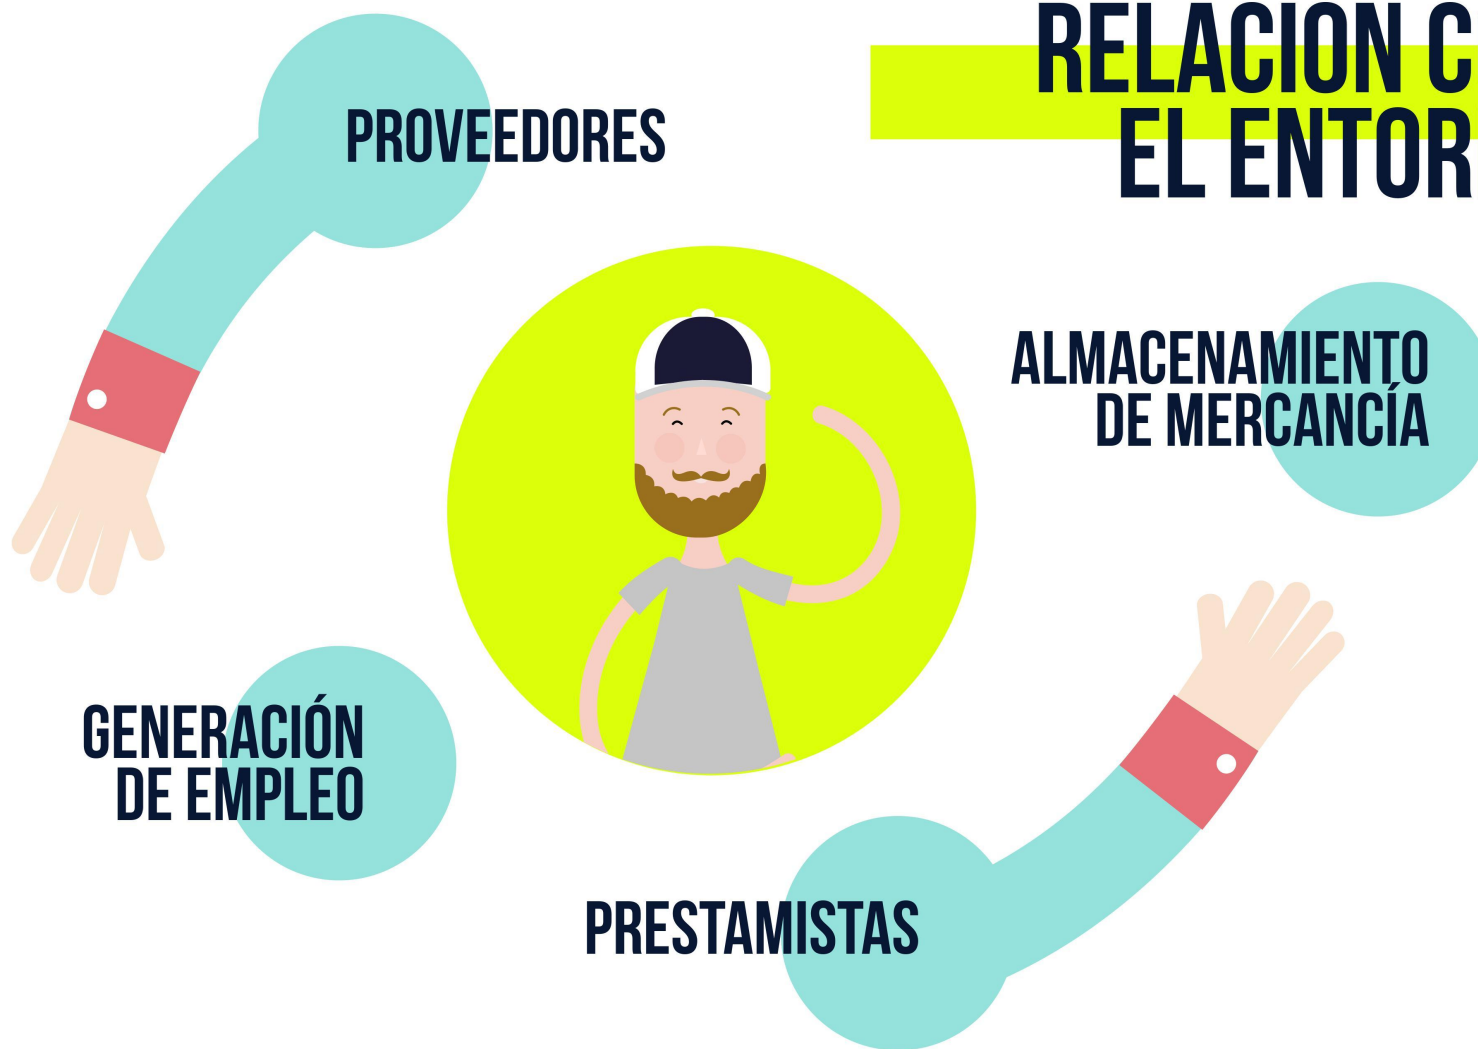 RELACION C
EL ENTOR
PROVEEDORES
ALMACENAMIENTO
DE MERCANCÍA
GENERACIÓN
DE EMPLEO
PRESTAMISTAS